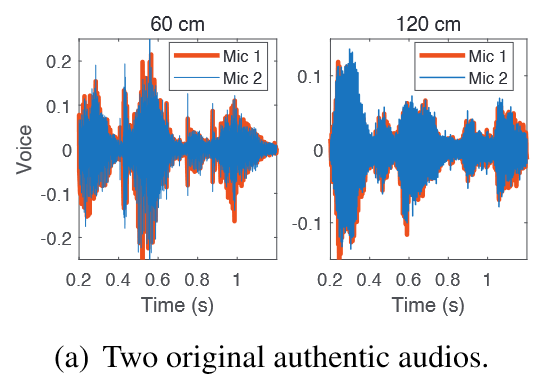 60 cm
120 cm
Mic 1
Mic 2
Mic 1
Mic 2
Voice
0.2
0.1
0
-0.1
-0.2
0.1
0
-0.1
0.2 0.4 0.6 0.8 1
0.2 0.4 0.6 0.8 1
Time (s)
Time (s)
(a) Two original authentic audios.